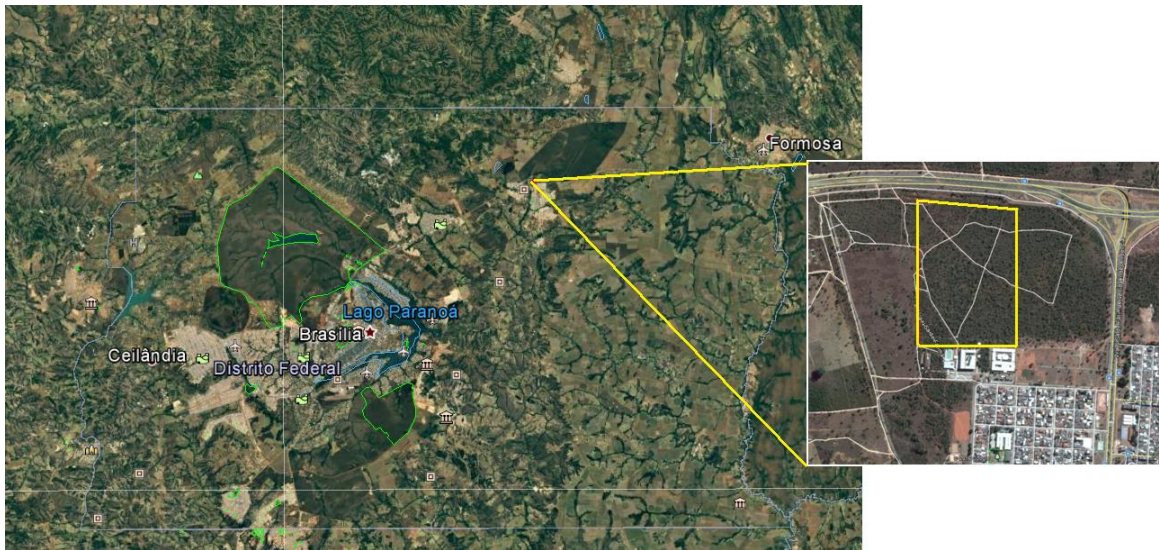 Formosa
Lago Paranoá
Brasília
Ceilândia
Distrito Federal